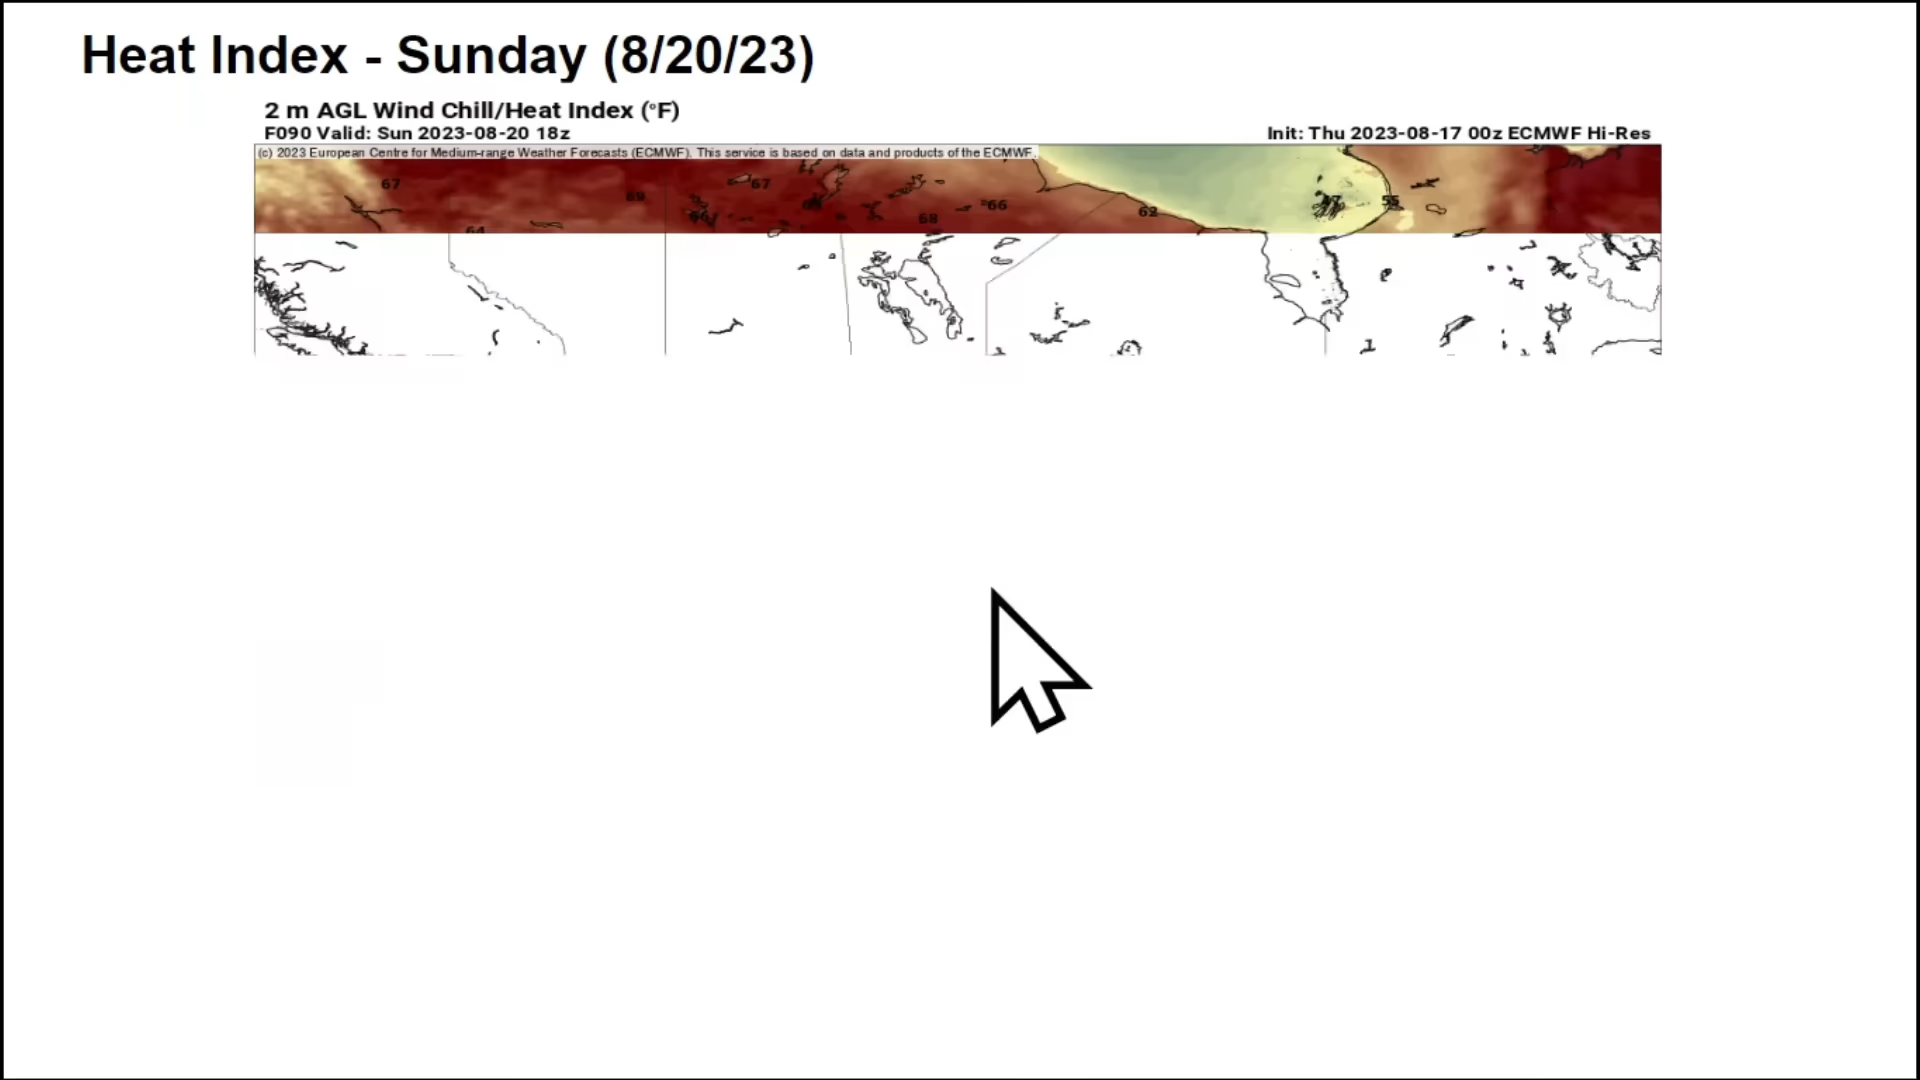 Heat Index - Sunday (8/20/23)
2 m AGL Wind Chill/Heat Index (°F)
F090 Valid: Sun 2023-08-20 18z
Init: Thu 2023-08-17 00z ECMWF Hi-Res
(c) 2023 European Centre for Medium-range Weather Forecasts (ECMWF). This service is based on data and products of the ECMWF.
67
69
67
66
68
62
55
64